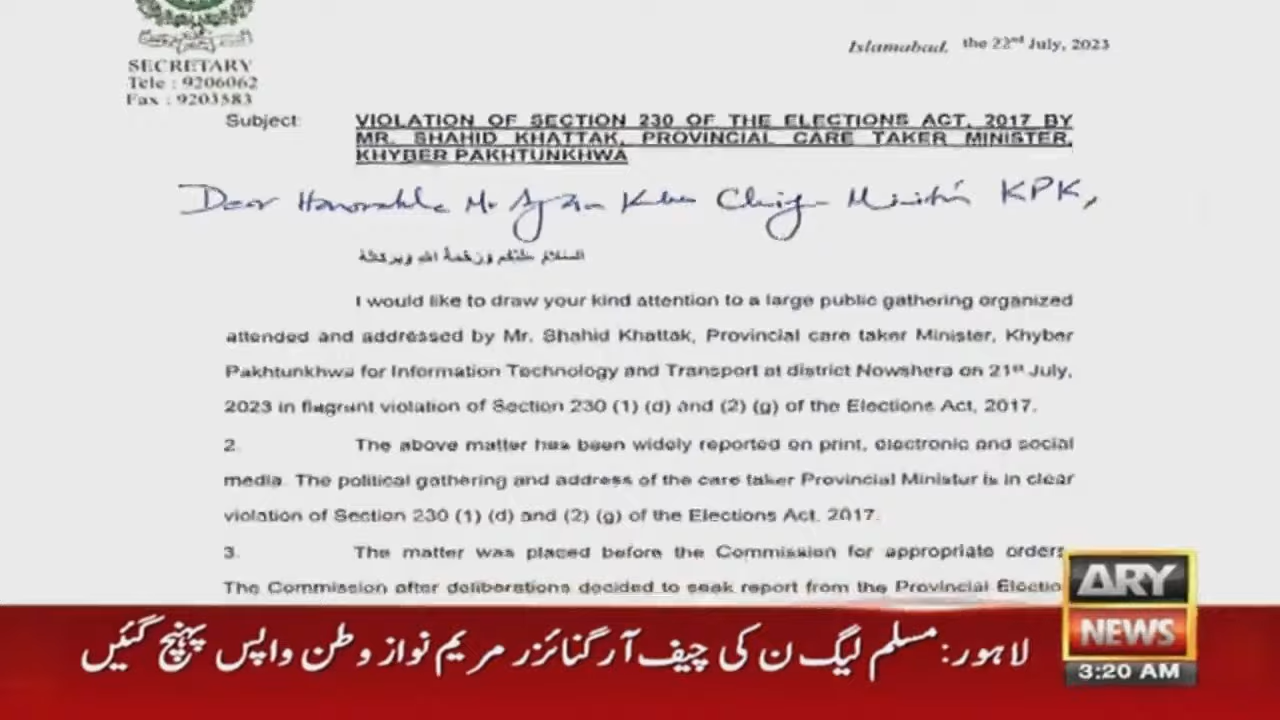 SECRETARY
Tele : 9206062
Fax : 9203583
Islamabad, the 22nd July, 2023
Subject: VIOLATION OF SECTION 230 OF THE ELECTIONS ACT, 2017 BY
MR. SHAHID KHATTAK, PROVINCIAL CARE TAKER MINISTER,
KHYBER PAKHTUNKHWA
Dear Honorable Mr Azam Khan Chief Minister KPK,
السلام علیکم ورحمۃ اللہ وبرکاتہ
I would like to draw your kind attention to a large public gathering organized
attended and addressed by Mr. Shahid Khattak, Provincial care taker Minister, Khyber
Pakhtunkhwa for Information Technology and Transport at district Nowshera on 21st July,
2023 in flagrant violation of Section 230 (1) (d) and (2) (g) of the Elections Act, 2017.
2. The above matter has been widely reported on print, electronic and social
media. The political gathering and address of the care taker Provincial Minister is in clear
violation of Section 230 (1) (d) and (2) (g) of the Elections Act, 2017.
3. The matter was placed before the Commission for appropriate orders
The Commission after deliberations decided to seek report from the Provincial Electio
ARY
NEWS
3:20 AM
لاہور: مسلم لیگ ن کی چیف آرگنائزر مریم نواز وطن واپس پہنچ گئیں